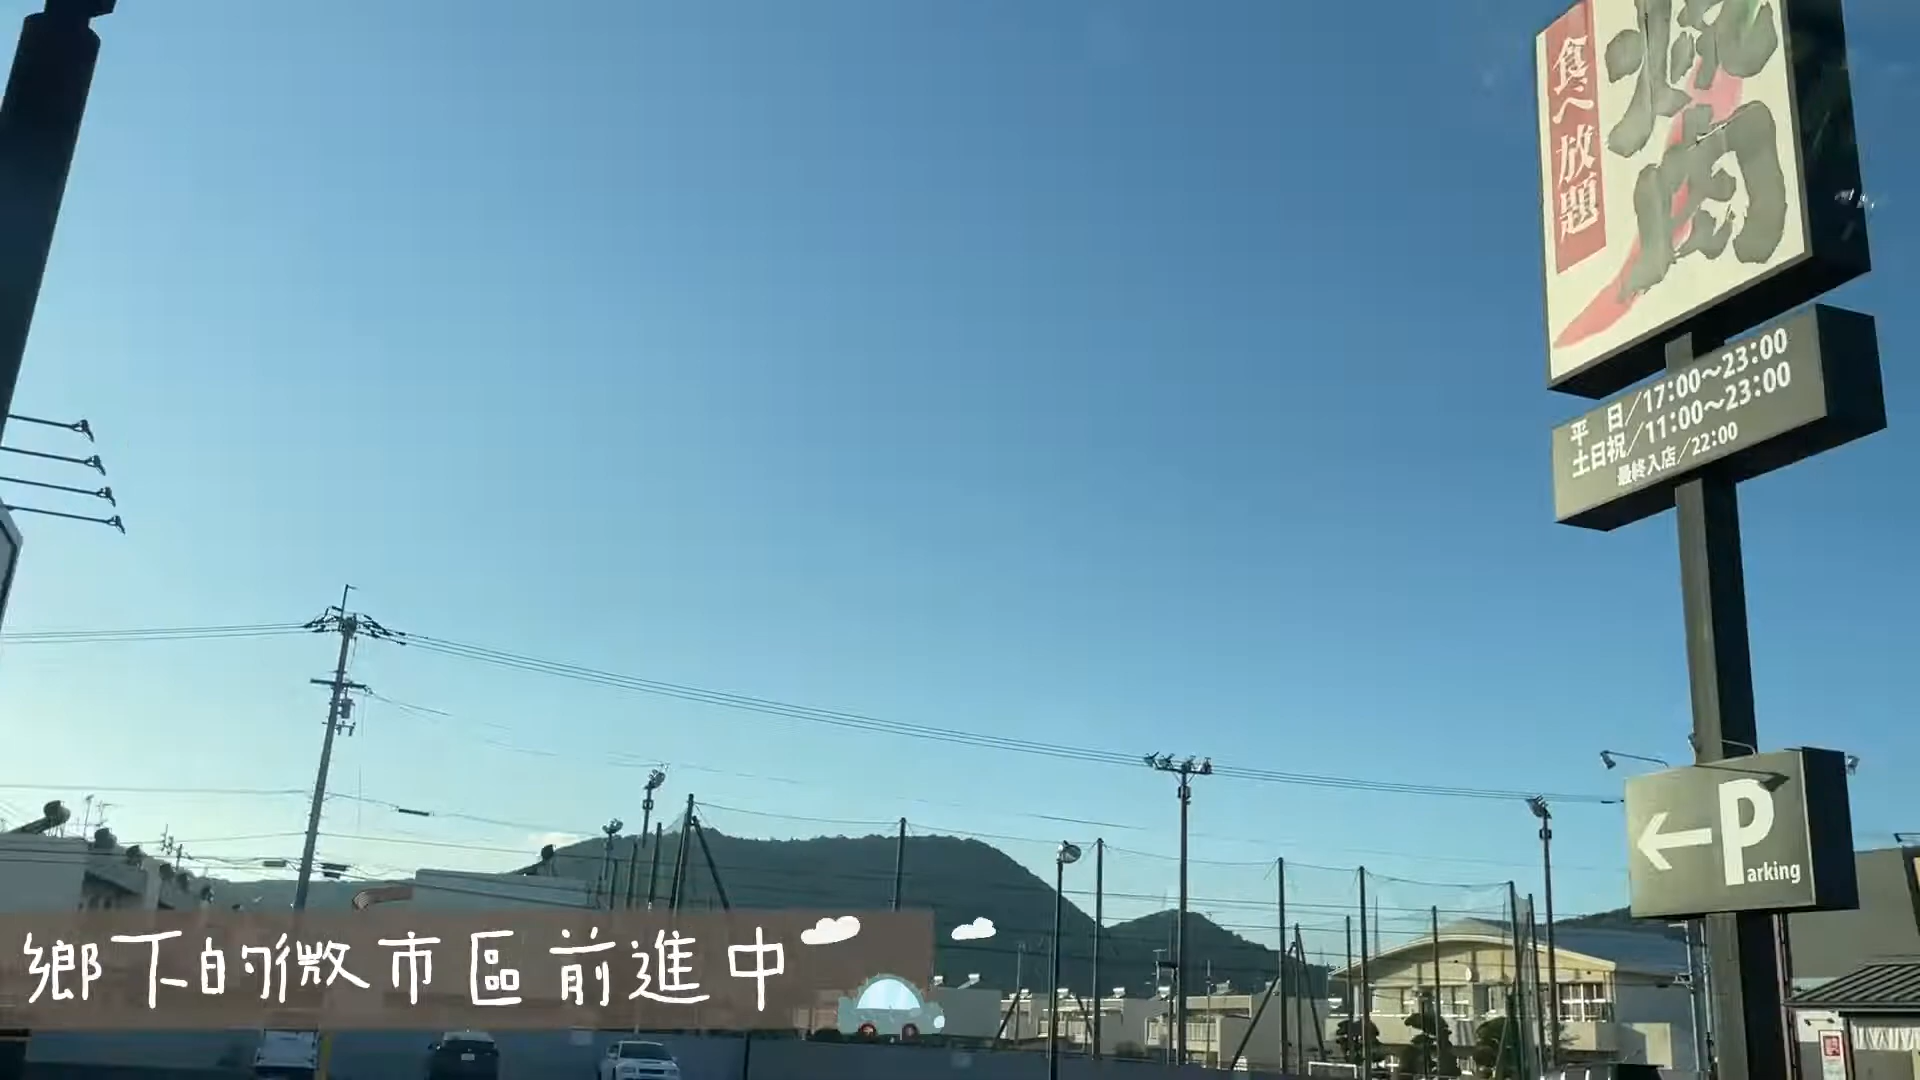 食べ放題
焼肉
平 日/17:00〜23:00
土日祝/11:00〜23:00
最終入店/22:00
←Parking
鄉下的微市區前進中